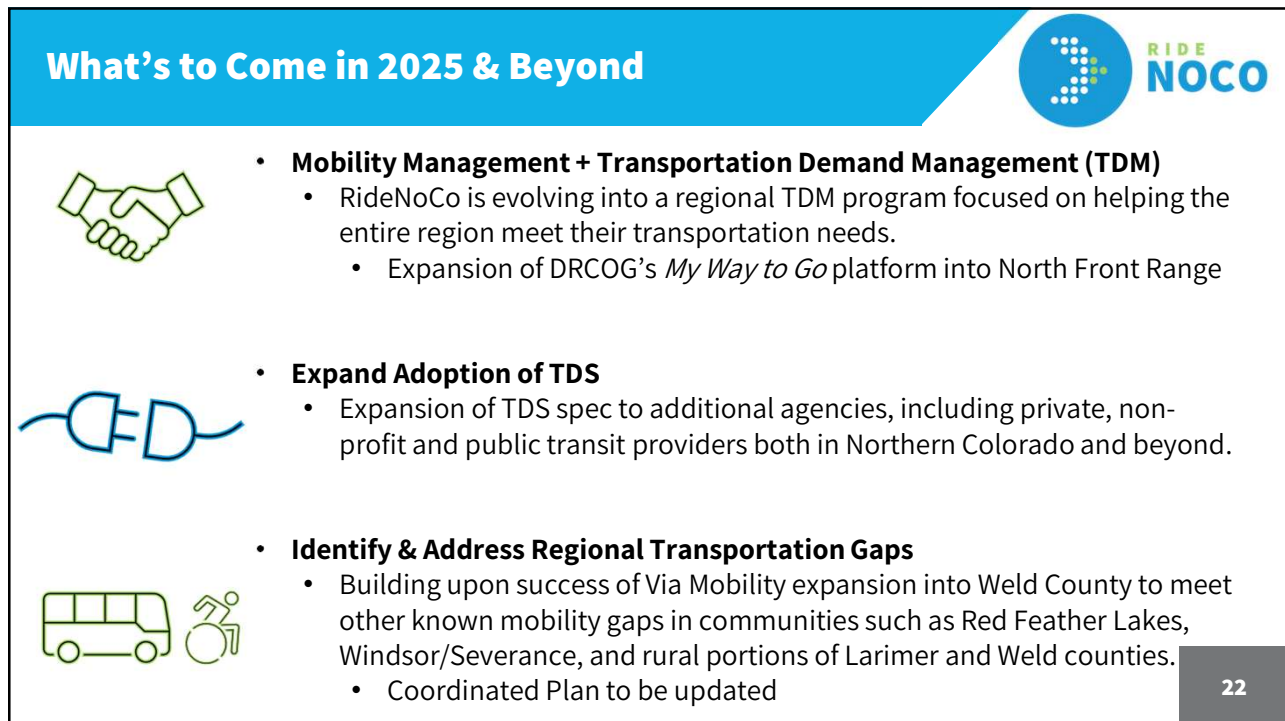 What's to Come in 2025 & Beyond
RIDE
NOCO
• Mobility Management + Transportation Demand Management (TDM)
• RideNoCo is evolving into a regional TDM program focused on helping the
entire region meet their transportation needs.
• Expansion of DRCOG's My Way to Go platform into North Front Range
• Expand Adoption of TDS
• Expansion of TDS spec to additional agencies, including private, non-
profit and public transit providers both in Northern Colorado and beyond.
• Identify & Address Regional Transportation Gaps
• Building upon success of Via Mobility expansion into Weld County to meet
other known mobility gaps in communities such as Red Feather Lakes,
Windsor/Severance, and rural portions of Larimer and Weld counties.
• Coordinated Plan to be updated
22